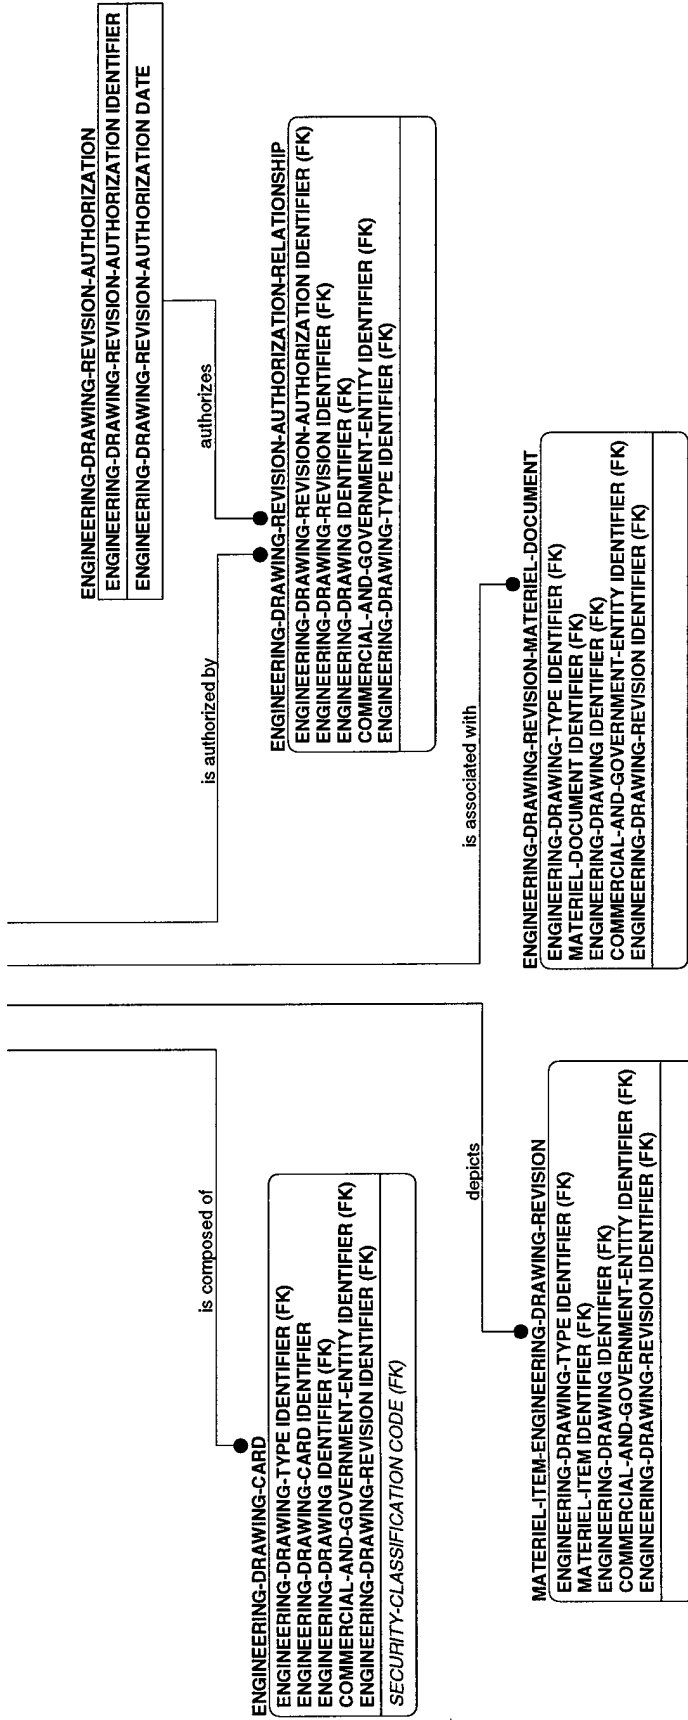 ENGINEERING-DRAWING-REVISION-AUTHORIZATION
ENGINEERING-DRAWING-REVISION-AUTHORIZATION IDENTIFIER
ENGINEERING-DRAWING-REVISION-AUTHORIZATION DATE
authorizes
is authorized by
is composed of
ENGINEERING-DRAWING-CARD
ENGINEERING-DRAWING-TYPE IDENTIFIER (FK)
ENGINEERING-DRAWING-CARD IDENTIFIER
ENGINEERING-DRAWING IDENTIFIER (FK)
COMMERCIAL-AND-GOVERNMENT-ENTITY IDENTIFIER (FK)
ENGINEERING-DRAWING-REVISION IDENTIFIER (FK)
SECURITY-CLASSIFICATION CODE (FK)
ENGINEERING-DRAWING-REVISION-AUTHORIZATION-RELATIONSHIP
ENGINEERING-DRAWING-REVISION-AUTHORIZATION IDENTIFIER (FK)
ENGINEERING-DRAWING-REVISION IDENTIFIER (FK)
ENGINEERING-DRAWING IDENTIFIER (FK)
COMMERCIAL-AND-GOVERNMENT-ENTITY IDENTIFIER (FK)
ENGINEERING-DRAWING-TYPE IDENTIFIER (FK)
depicts
is associated with
MATERIEL-ITEM-ENGINEERING-DRAWING-REVISION
ENGINEERING-DRAWING-TYPE IDENTIFIER (FK)
MATERIEL-ITEM IDENTIFIER (FK)
ENGINEERING-DRAWING IDENTIFIER (FK)
COMMERCIAL-AND-GOVERNMENT-ENTITY IDENTIFIER (FK)
ENGINEERING-DRAWING-REVISION IDENTIFIER (FK)
ENGINEERING-DRAWING-REVISION-MATERIEL-DOCUMENT
ENGINEERING-DRAWING-TYPE IDENTIFIER (FK)
MATERIEL-DOCUMENT IDENTIFIER (FK)
ENGINEERING-DRAWING IDENTIFIER (FK)
COMMERCIAL-AND-GOVERNMENT-ENTITY IDENTIFIER (FK)
ENGINEERING-DRAWING-REVISION IDENTIFIER (FK)